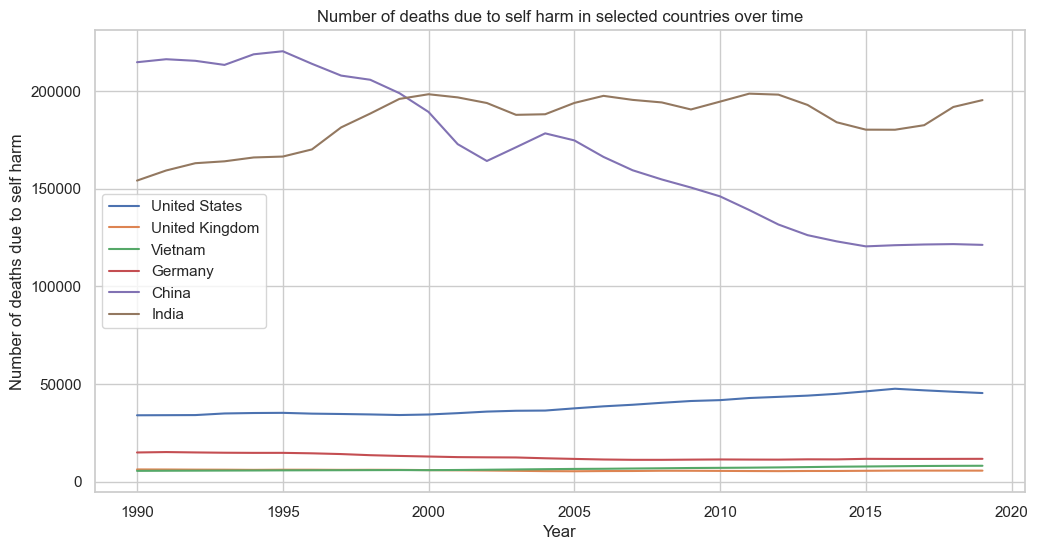 Number of deaths due to self harm in selected countries over time
Number of deaths due to self harm
200000
150000
100000
50000
0
United States
United Kingdom
Vietnam
Germany
China
India
1990
1995
2000
2005
2010
2015
2020
Year